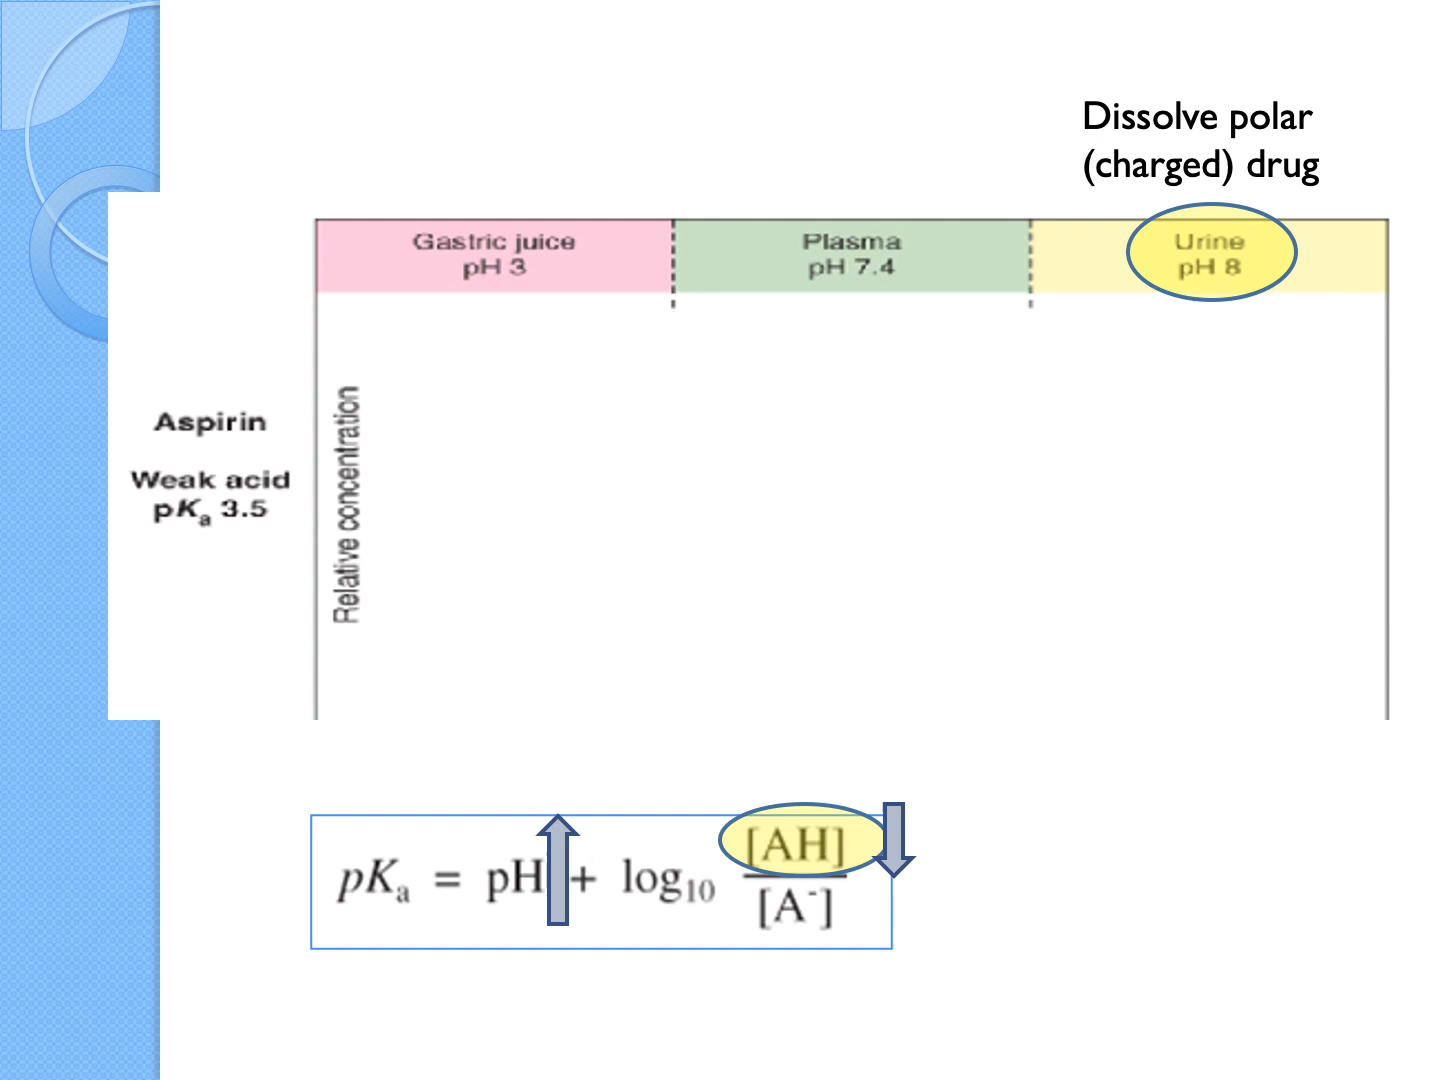 Dissolve polar
(charged) drug
Gastric juice
pH 3
Plasma
pH 7.4
Urine
pH 8
Aspirin
Weak acid
pKa 3.5
Relative concentration
pKa = pH + log10 [AH]
[A-]